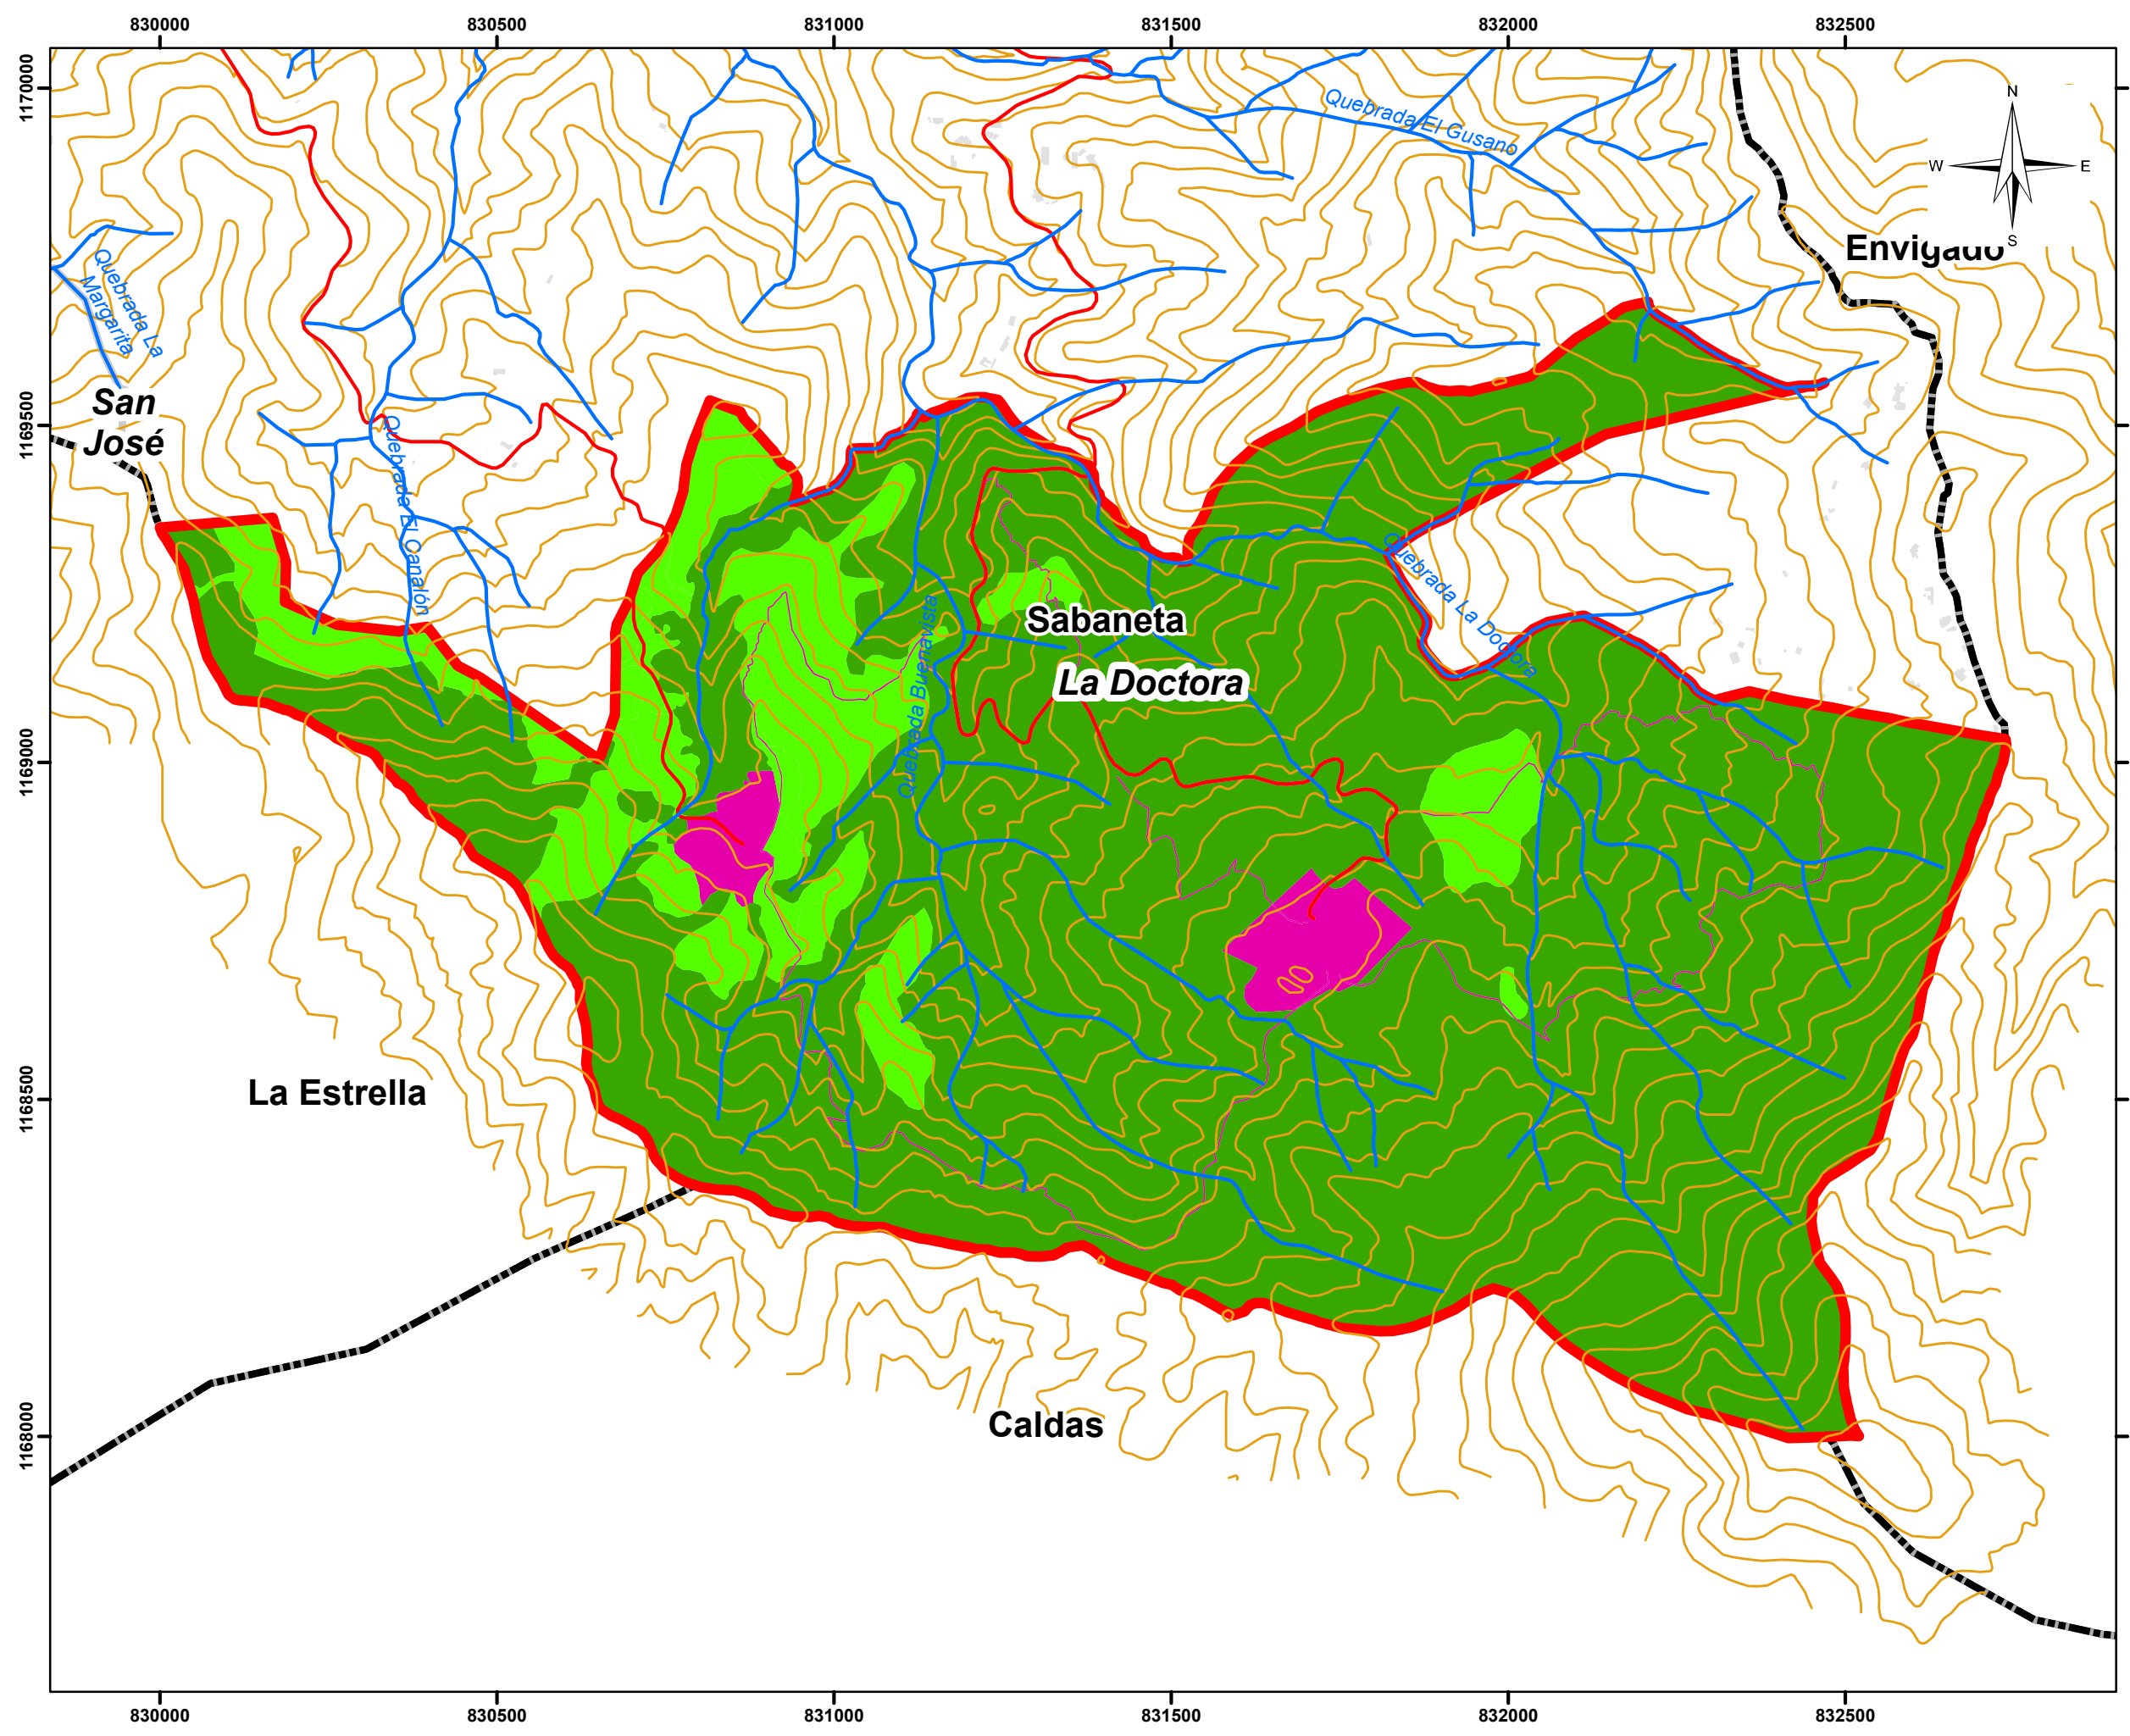 830000 830500 831000 831500 832000 832500
1170000
N
W E
S
Quebrada El Gusano
Envigado
Quebrada La
Margarita
San
José
1169500
Quebrada El Canalón
Quebrada La Doctora
Quebrada Buenavista
Sabaneta
La Doctora
1169000
La Estrella
1168500
Caldas
1168000
830000 830500 831000 831500 832000 832500